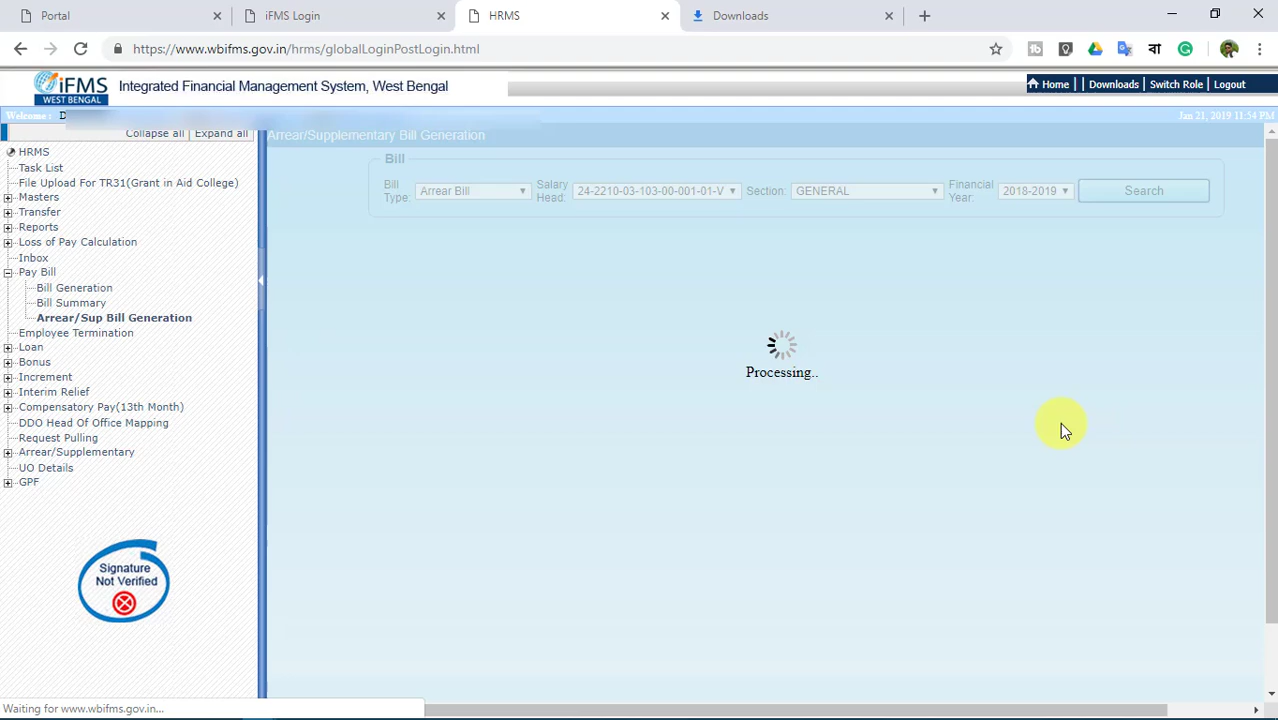 Portal
iFMS Login
HRMS
Downloads
https://www.wbifms.gov.in/hrms/globalLoginPostLogin.html
বা
iFMS
WEST BENGAL
Integrated Financial Management System, West Bengal
Home | | Downloads | Switch Role | Logout
Welcome : D
Jan 21, 2019 11:54 PM
Collapse all | Expand all
HRMS
Task List
File Upload For TR31(Grant in Aid College)
Masters
Transfer
Reports
Loss of Pay Calculation
Inbox
Pay Bill
Bill Generation
Bill Summary
Arrear/Sup Bill Generation
Employee Termination
Loan
Bonus
Increment
Interim Relief
Compensatory Pay(13th Month)
DDO Head Of Office Mapping
Request Pulling
Arrear/Supplementary
UO Details
GPF
Signature
Not Verified
Arrear/Supplementary Bill Generation
Bill
Bill Type: Arrear Bill Salary Head: 24-2210-03-103-00-001-01-V Section: GENERAL Financial Year: 2018-2019 Search
Processing..
Waiting for www.wbifms.gov.in...